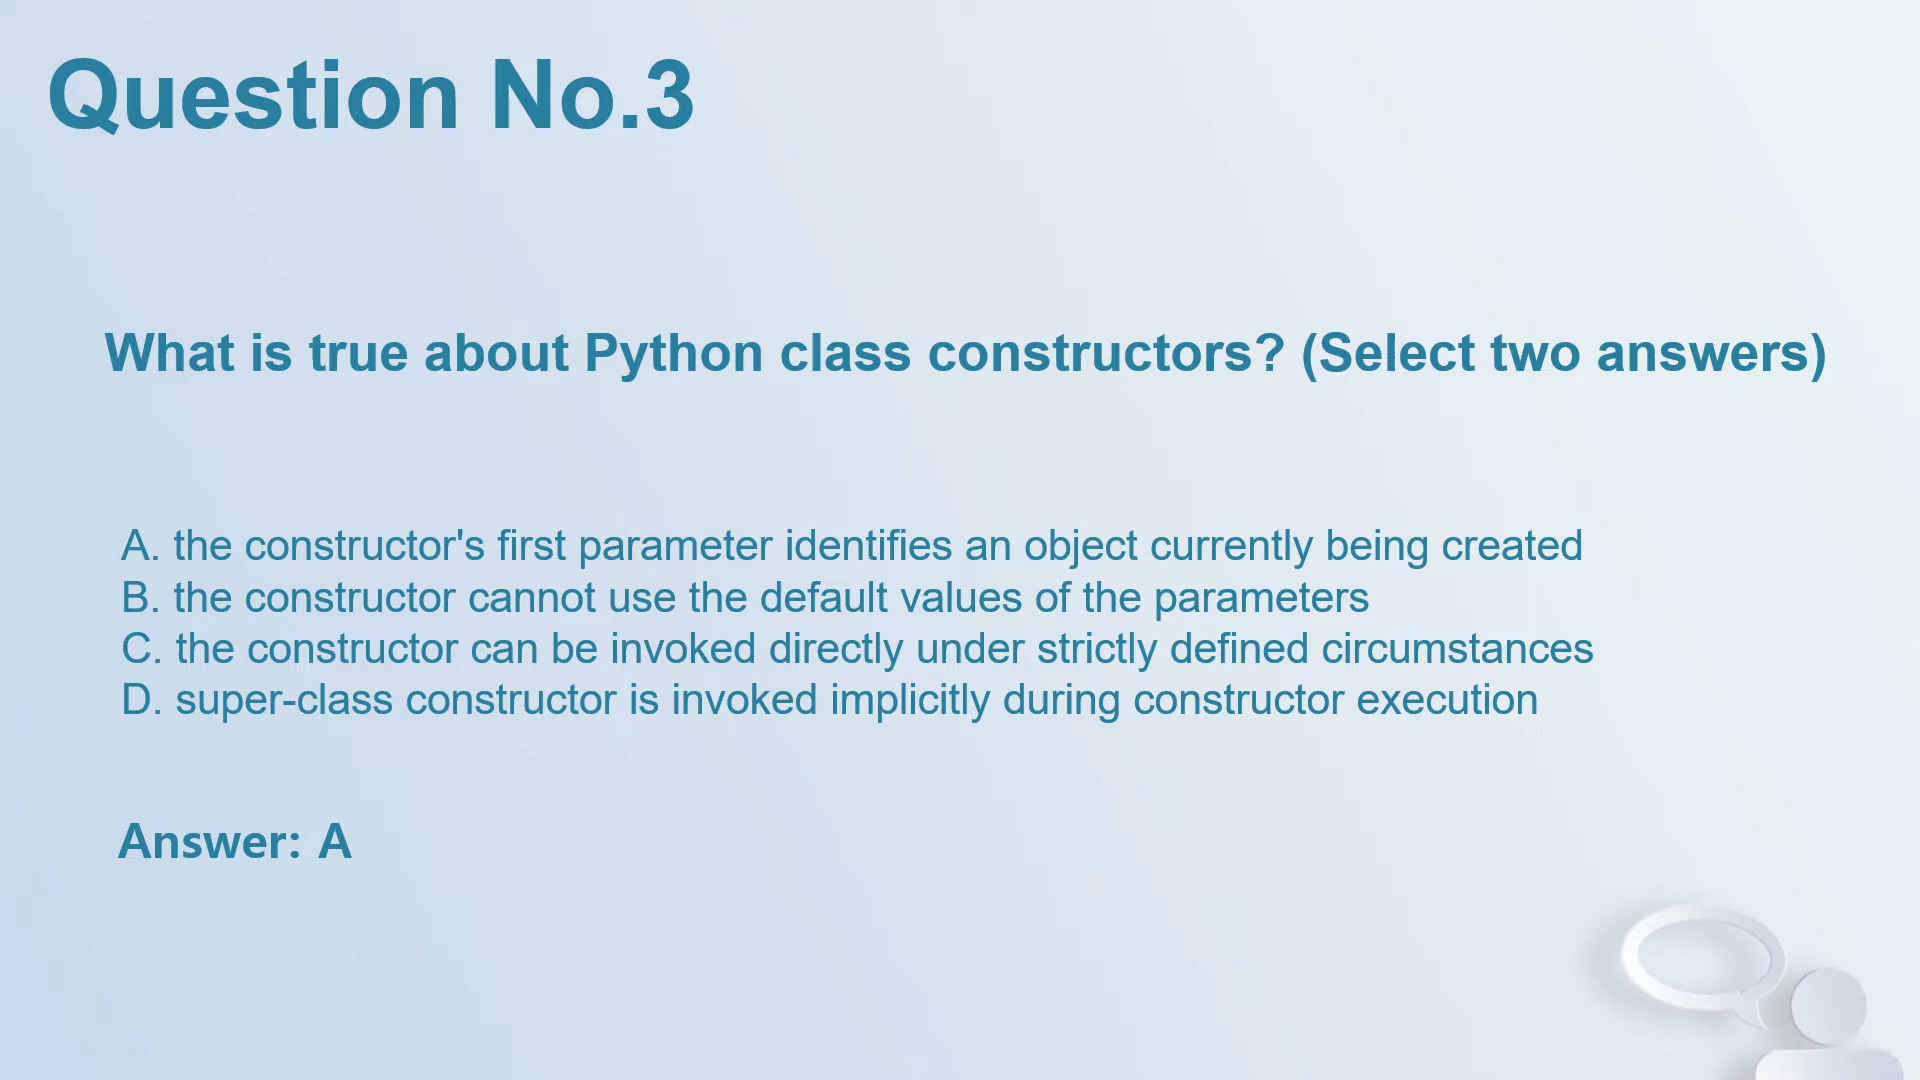 Question No.3
What is true about Python class constructors? (Select two answers)
A. the constructor's first parameter identifies an object currently being created
B. the constructor cannot use the default values of the parameters
C. the constructor can be invoked directly under strictly defined circumstances
D. super-class constructor is invoked implicitly during constructor execution
Answer: A